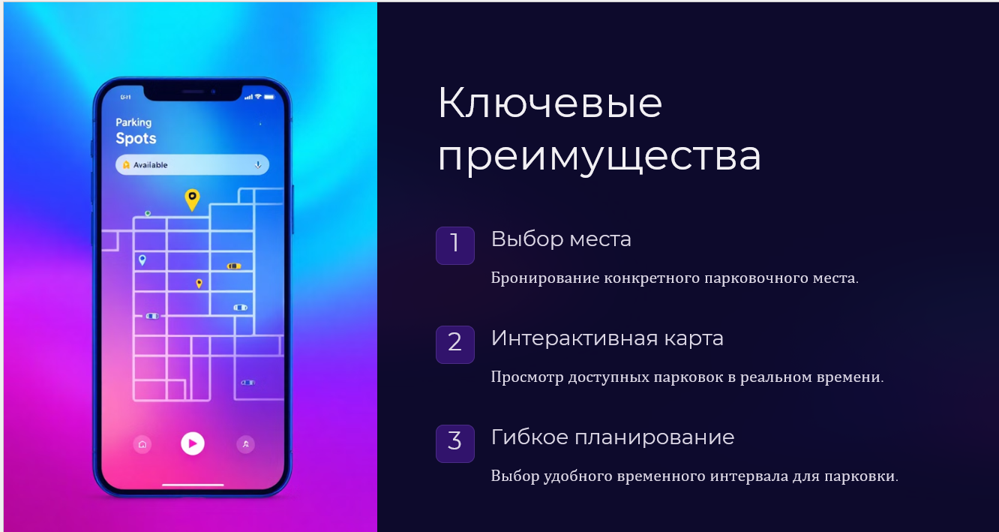 Parking
Spots
Available
Ключевые
преимущества
1
Выбор места
Бронирование конкретного парковочного места.
2
Интерактивная карта
Просмотр доступных парковок в реальном времени.
3
Гибкое планирование
Выбор удобного временного интервала для парковки.